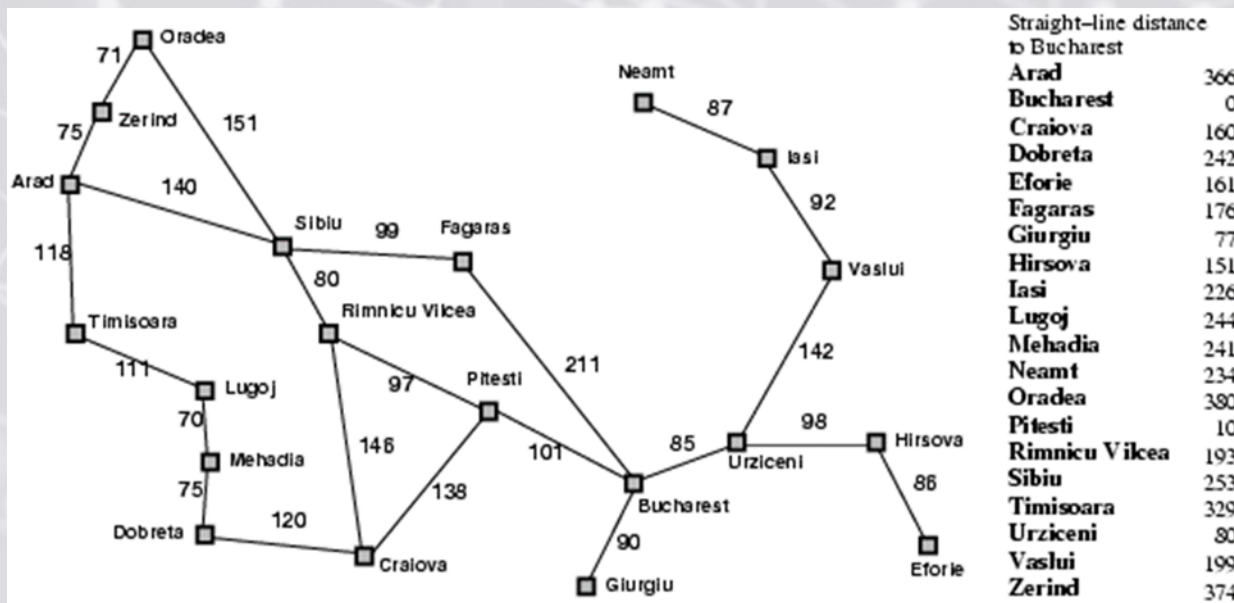 Oradea
71
Zerind
75
151
Arad
140
Sibiu
99
Fagaras
118
80
Timisoara
Rimnicu Vilcea
111
Lugoj
97
Pitesti
211
70
Mehadia
146
101
75
138
Dobreta
120
Craiova
Neamt
87
Iasi
92
Vaslui
142
85
98
Hirsova
Urziceni
86
Bucharest
90
Giurgiu
Eforie
Straight–line distance
to Bucharest
Arad 366
Bucharest 0
Craiova 160
Dobreta 242
Eforie 161
Fagaras 176
Giurgiu 77
Hirsova 151
Iasi 226
Lugoj 244
Mehadia 241
Neamt 234
Oradea 380
Pitesti 10
Rimnicu Vilcea 193
Sibiu 253
Timisoara 329
Urziceni 80
Vaslui 199
Zerind 374